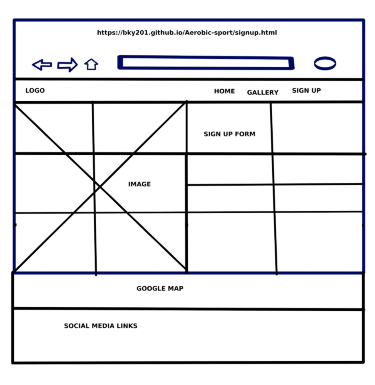 https://bky201.github.io/Aerobic-sport/signup.html
LOGO HOME GALLERY SIGN UP
SIGN UP FORM
IMAGE
GOOGLE MAP
SOCIAL MEDIA LINKS